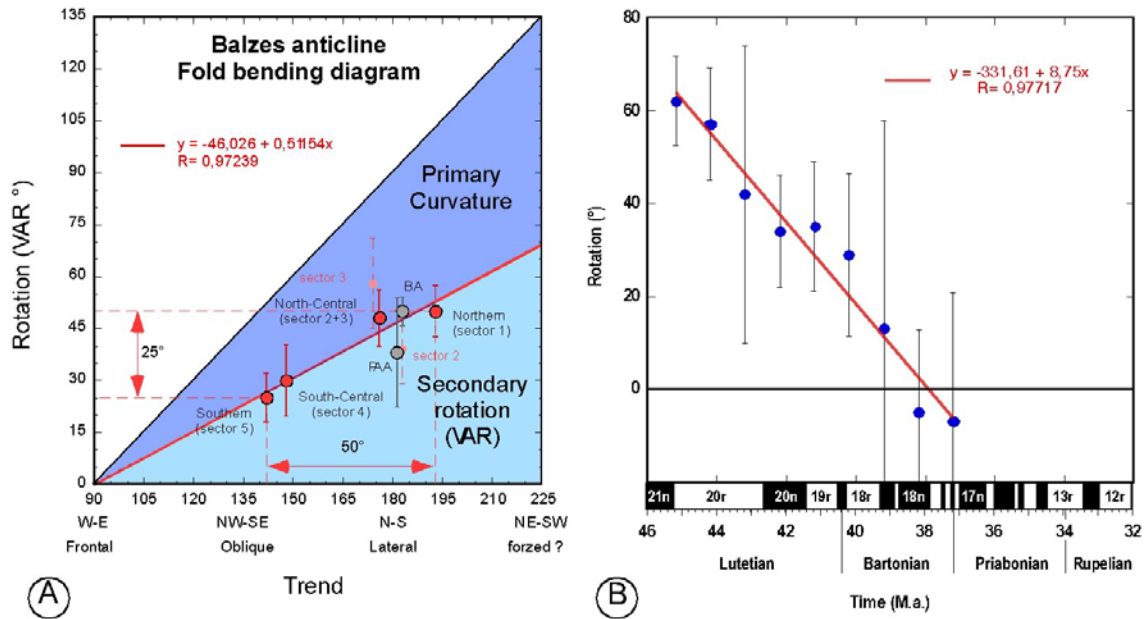 Balzes anticline
Fold bending diagram
y = -46,026 + 0,51154x
R= 0,97239
Primary
Curvature
Secondary
rotation
(VAR)
sector 3
BA
North-Central
(sector 2+3)
Northern
(sector 1)
PAA
sector 2
South-Central
(sector 4)
Southern
(sector 5)
25°
50°
Rotation (VAR °)
135
120
105
90
75
60
45
30
15
0
90 105 120 135 150 165 180 195 210 225
W-E NW-SE N-S NE-SW
Frontal Oblique Lateral forzed ?
Trend
A
y = -331,61 + 8,75x
R= 0,97717
Rotation (°)
80
60
40
20
0
21n 20r 20n 19r 18r 18n 17n 13r 12r
46 44 42 40 38 36 34 32
Lutetian Bartonian Priabonian Rupelian
Time (M.a.)
B